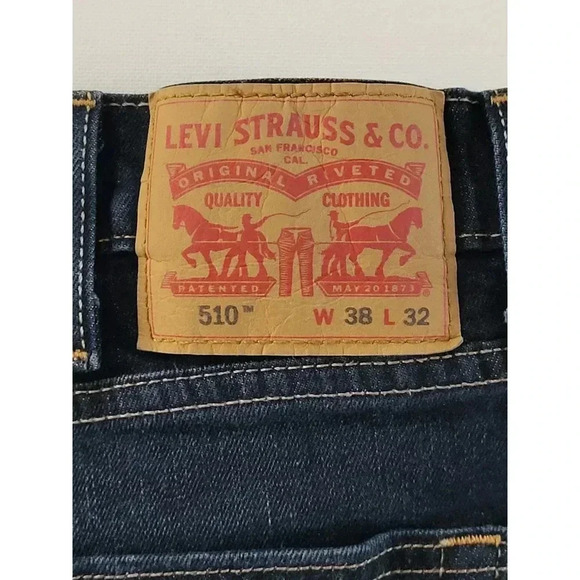 LEVI STRAUSS & CO.
SAN FRANCISCO
CAL.
ORIGINAL RIVETED
QUALITY CLOTHING
PATENTED MAY 20 1873 ®
510™ W 38 L 32